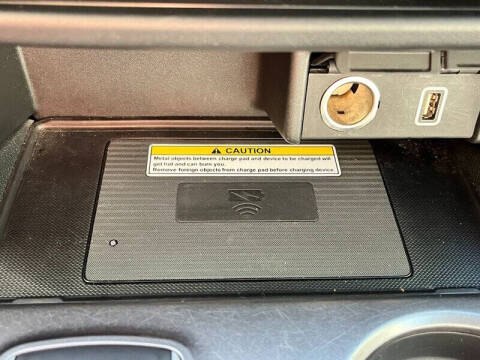 CAUTION
Metal objects between charge pad and device to be charged will
get hot and can burn you.
Remove foreign objects from charge pad before charging device.